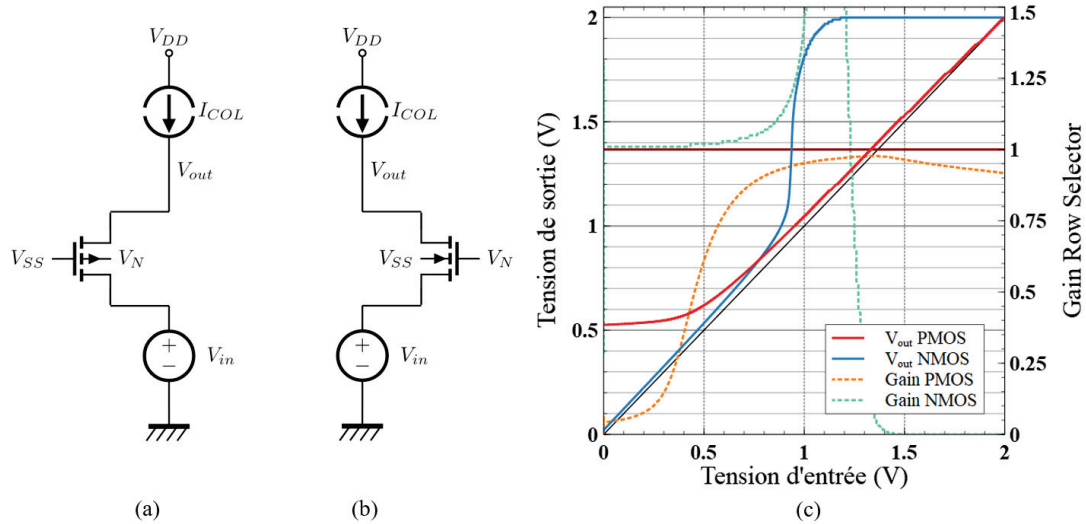 V_DD
I_COL
V_out
V_SS
V_N
V_in
+
−
(a)
V_DD
I_COL
V_out
V_SS
V_N
V_in
+
−
(b)
Tension de sortie (V)
2
1.5
1
0.5
0
0
0.5
1
1.5
2
Tension d'entrée (V)
1.5
1.25
1
0.75
0.5
0.25
0
Gain Row Selector
V_out PMOS
V_out NMOS
Gain PMOS
Gain NMOS
(c)